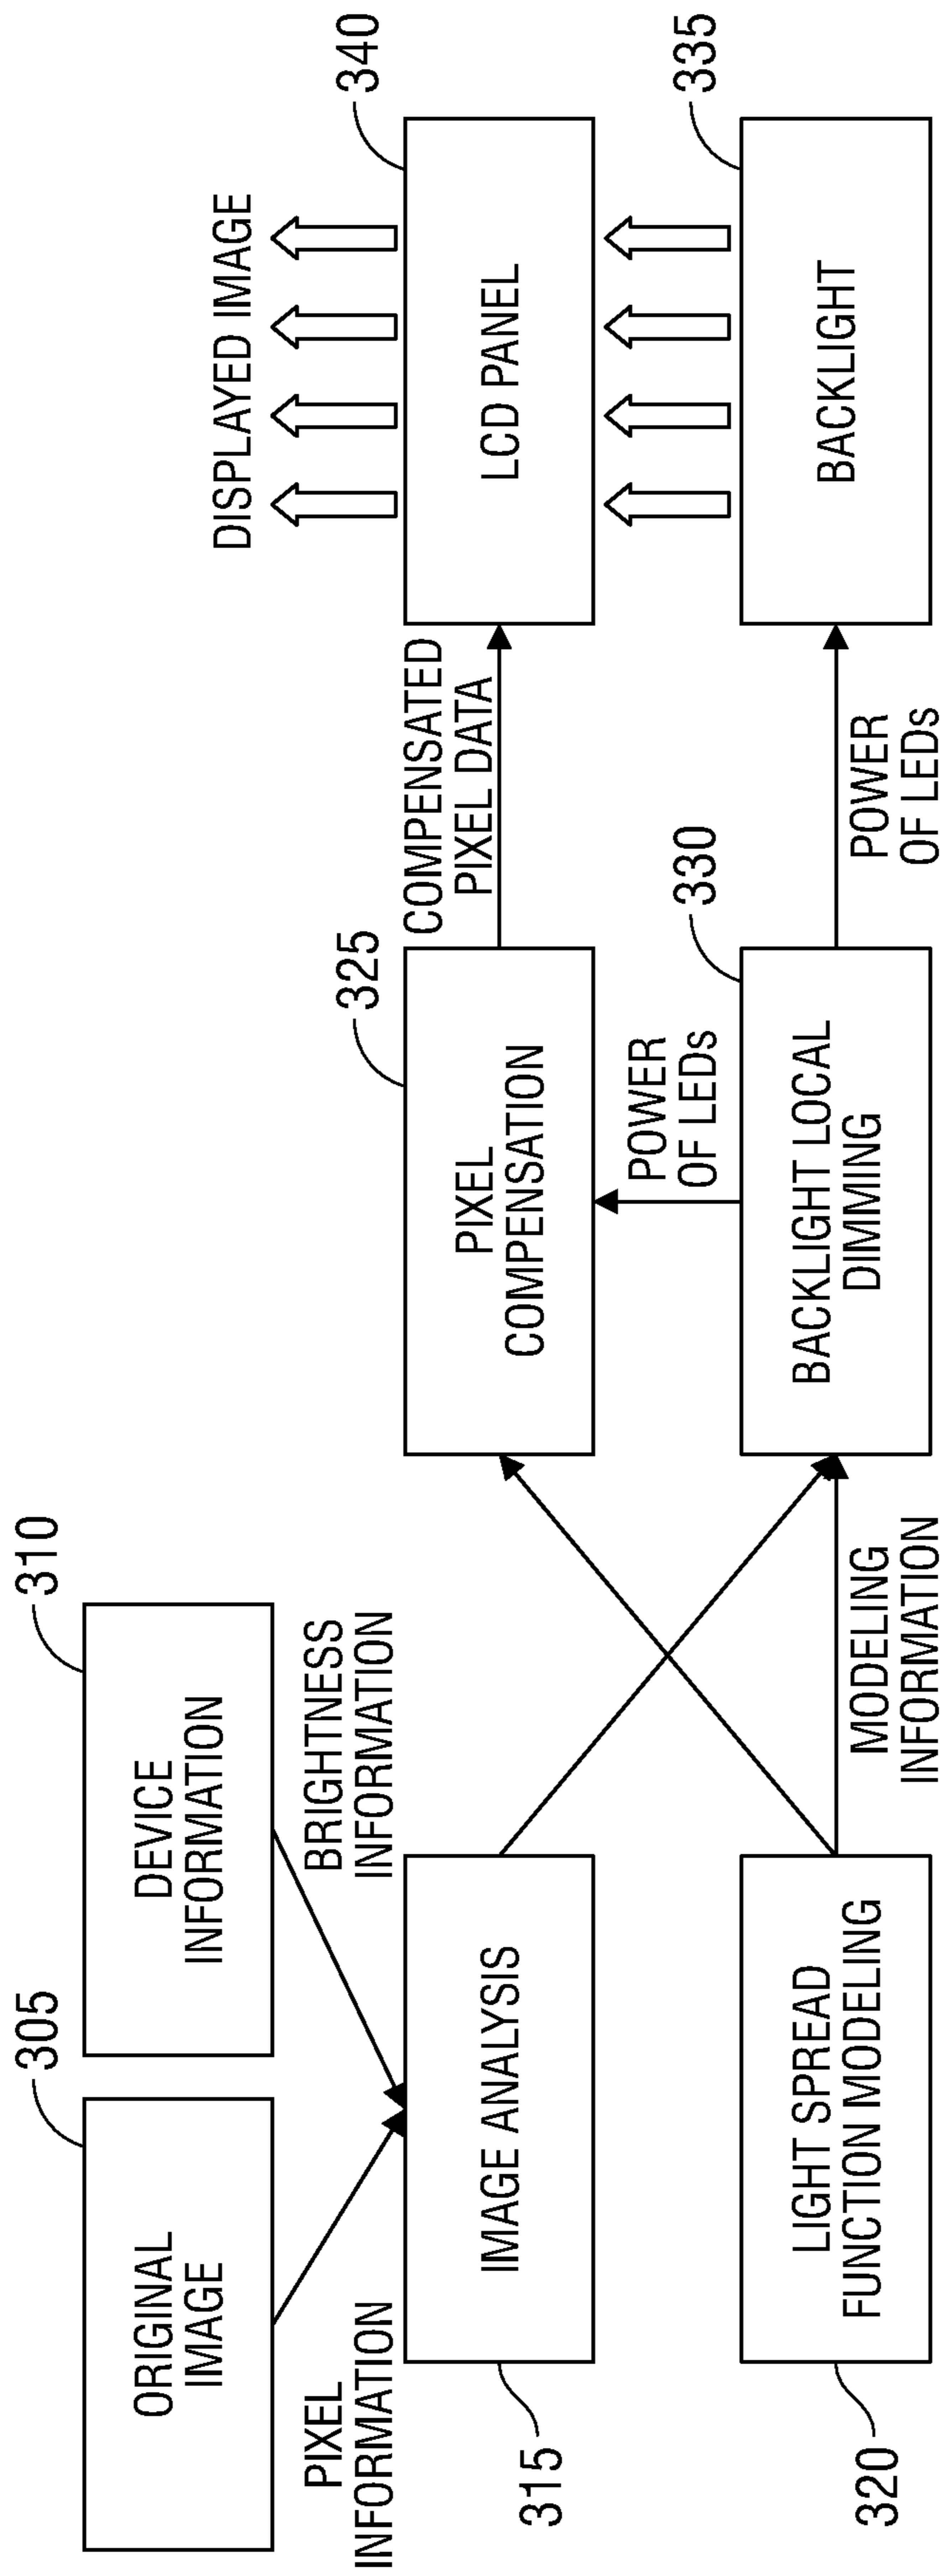 305
ORIGINAL
IMAGE
310
DEVICE
INFORMATION
PIXEL
INFORMATION
BRIGHTNESS
INFORMATION
315
IMAGE ANALYSIS
320
LIGHT SPREAD
FUNCTION MODELING
MODELING
INFORMATION
325
PIXEL
COMPENSATION
POWER
OF LEDs
330
BACKLIGHT LOCAL
DIMMING
COMPENSATED
PIXEL DATA
POWER
OF LEDs
DISPLAYED IMAGE
340
LCD PANEL
335
BACKLIGHT